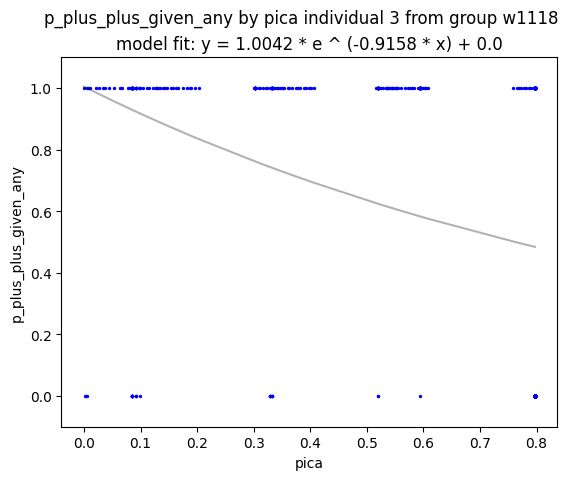 p_plus_plus_given_any by pica individual 3 from group w1118
model fit: y = 1.0042 * e ^ (-0.9158 * x) + 0.0
1.0
0.8
0.6
0.4
0.2
0.0
p_plus_plus_given_any
0.0 0.1 0.2 0.3 0.4 0.5 0.6 0.7 0.8
pica